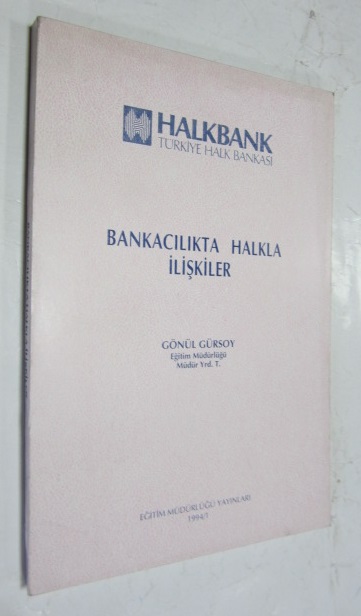 HALKBANK
TÜRKİYE HALK BANKASI
BANKACILIKTA HALKLA
İLİŞKİLER
GÖNÜL GÜRSOY
Eğitim Müdürlüğü
Müdür Yrd. T.
EĞİTİM MÜDÜRLÜĞÜ YAYINLARI
1994/1